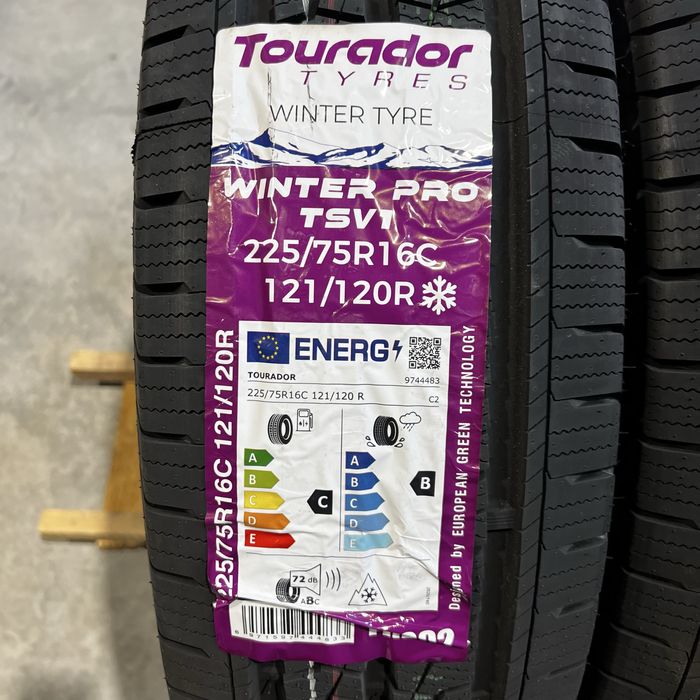 Tourador
TYRES
WINTER TYRE
WINTER PRO
TSV1
225/75R16C
121/120R
ENERG
TOURADOR
9744483
225/75R16C 121/120 R
C2
A
B
C
D
E
C
A
B
C
D
E
B
72 dB
ABC
6971597444833
225/75R16C 121/120R
Designed by EUROPEAN GREEN TECHNOLOGY